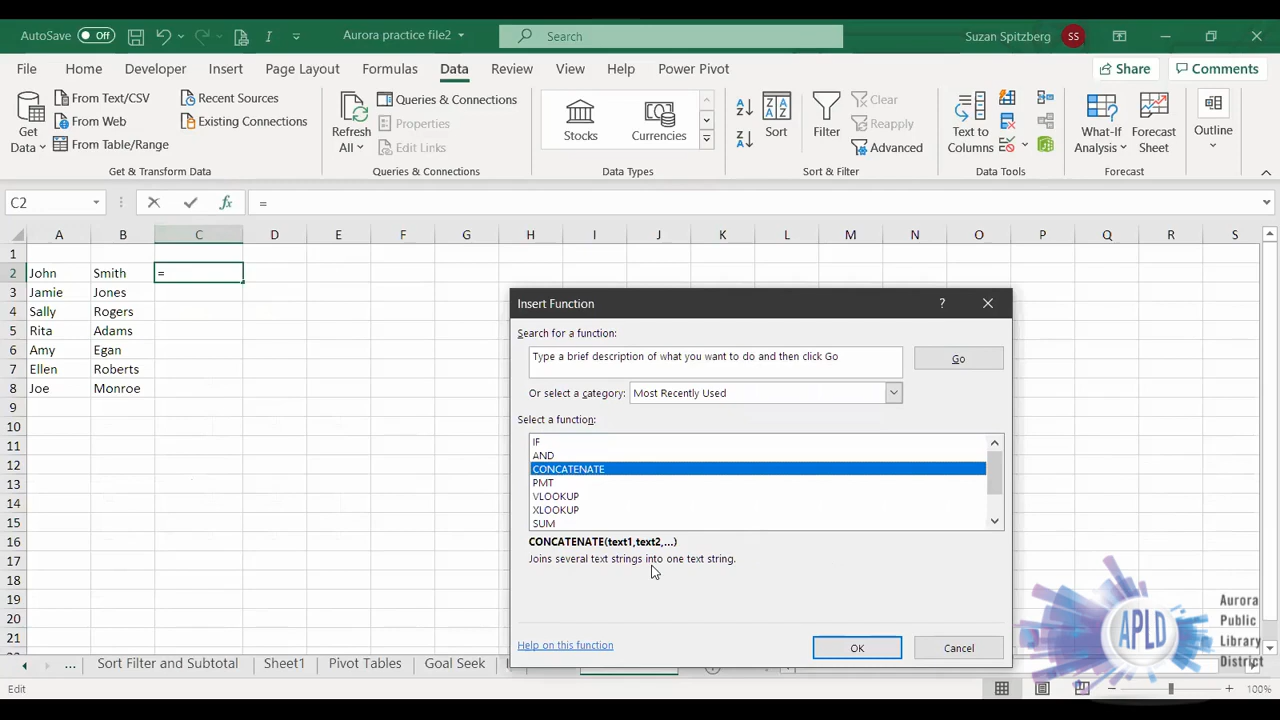 AutoSave Off Aurora practice file2 Search Suzan Spitzberg SS
File Home Developer Insert Page Layout Formulas Data Review View Help Power Pivot Share Comments
Get Data From Text/CSV From Web From Table/Range Recent Sources Existing Connections
Refresh All Queries & Connections Properties Edit Links
Stocks Currencies
Sort Filter Clear Reapply Advanced
Text to Columns
What-If Analysis Forecast Sheet
Outline
Get & Transform Data Queries & Connections Data Types Sort & Filter Data Tools Forecast
C2 fx =
A B C D E F G H I J K L M N O P Q R S
1
2 John Smith =
3 Jamie Jones
4 Sally Rogers
5 Rita Adams
6 Amy Egan
7 Ellen Roberts
8 Joe Monroe
9
10
11
12
13
14
15
16
17
18
19
20
21
Insert Function ?
Search for a function:
Type a brief description of what you want to do and then click Go
Go
Or select a category: Most Recently Used
Select a function:
IF
AND
CONCATENATE
PMT
VLOOKUP
XLOOKUP
SUM
CONCATENATE(text1,text2,...)
Joins several text strings into one text string.
Help on this function OK Cancel
APLD
Aurora
Public
Library
District
... Sort Filter and Subtotal Sheet1 Pivot Tables Goal Seek
Edit 100%